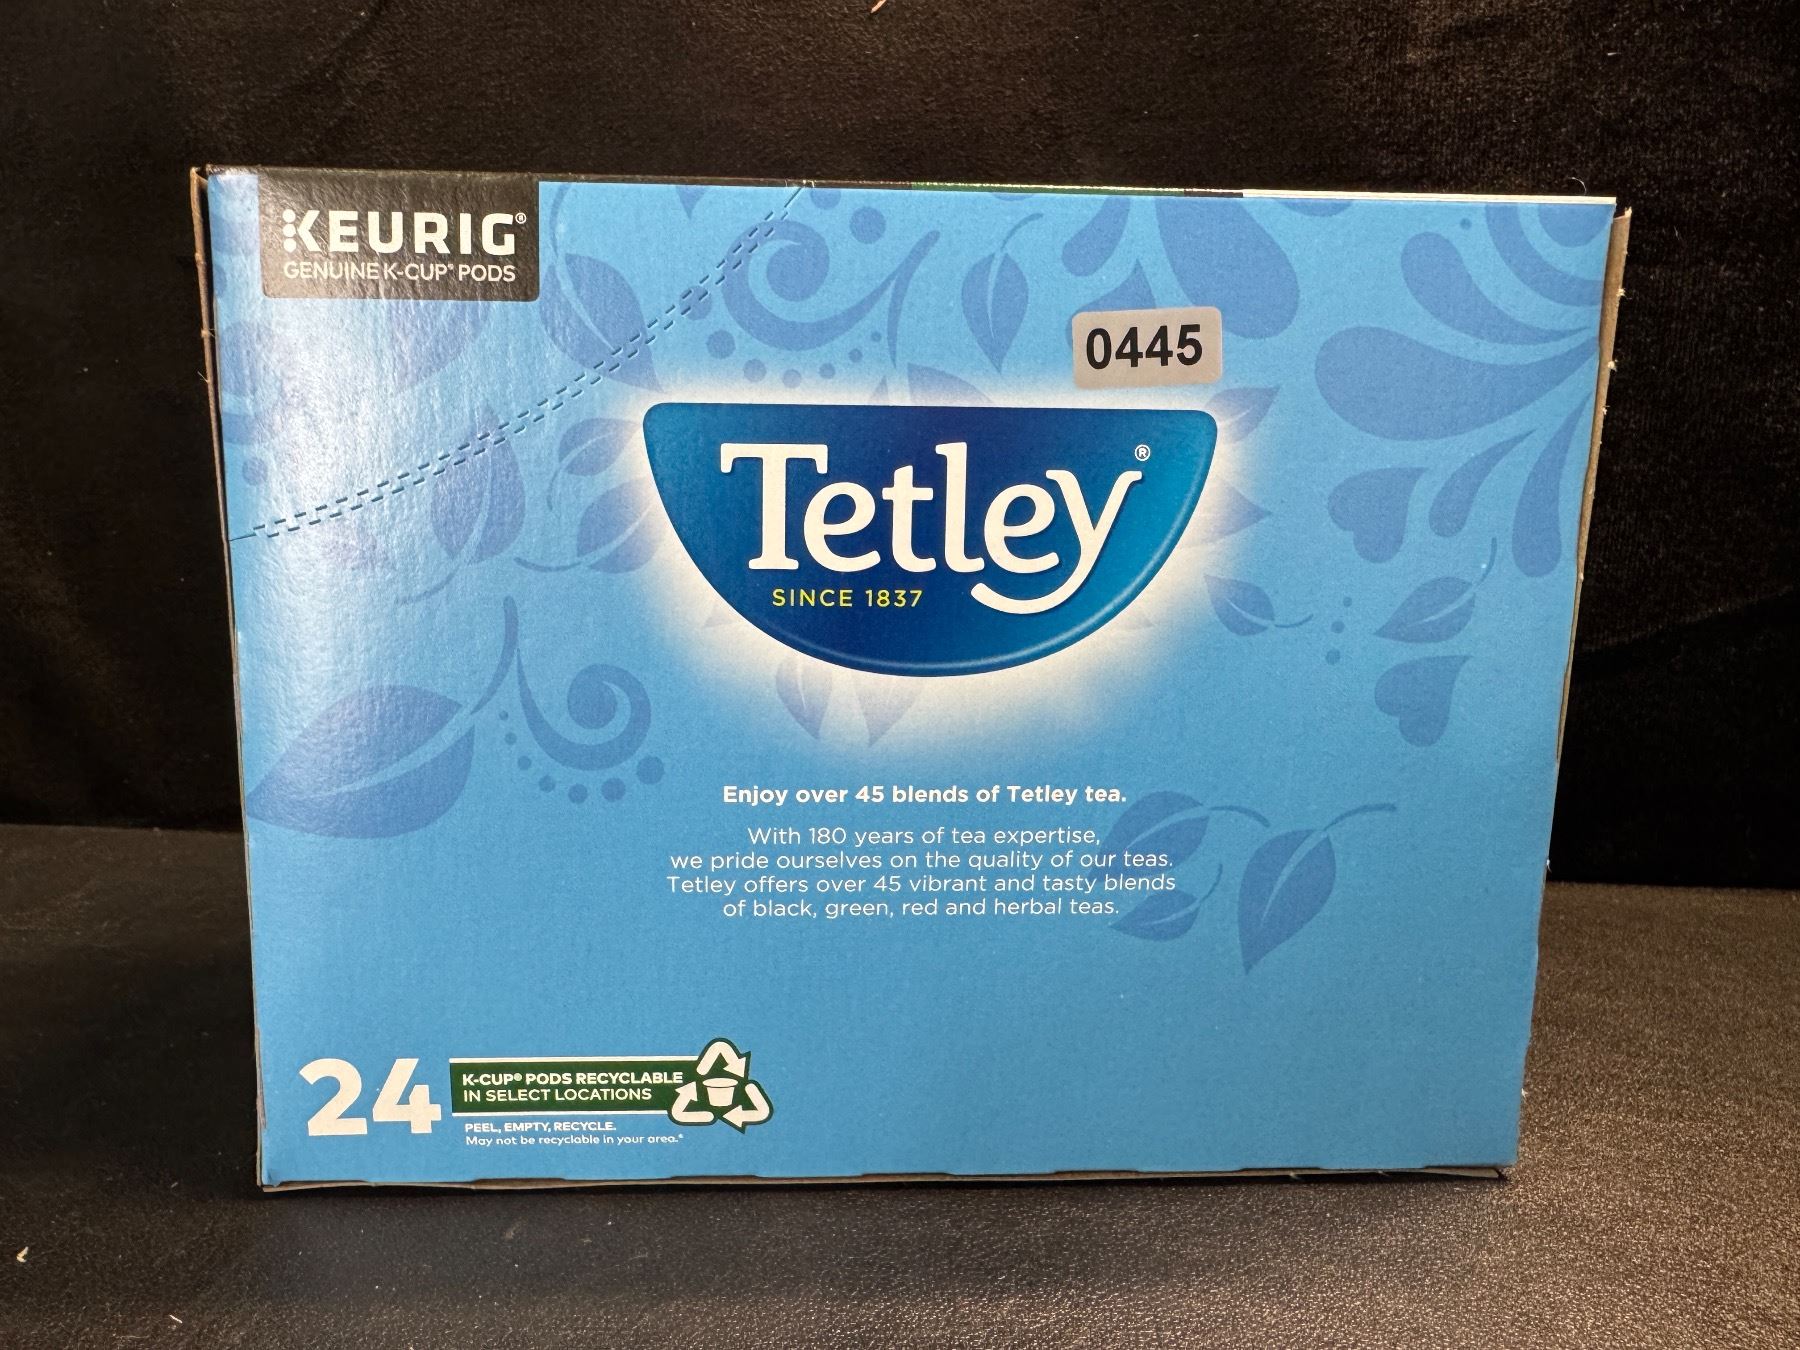 KEURIG®
GENUINE K-CUP® PODS
0445
Tetley®
SINCE 1837
Enjoy over 45 blends of Tetley tea.
With 180 years of tea expertise,
we pride ourselves on the quality of our teas.
Tetley offers over 45 vibrant and tasty blends
of black, green, red and herbal teas.
24
K-CUP® PODS RECYCLABLE
IN SELECT LOCATIONS
PEEL, EMPTY, RECYCLE.
May not be recyclable in your area.*